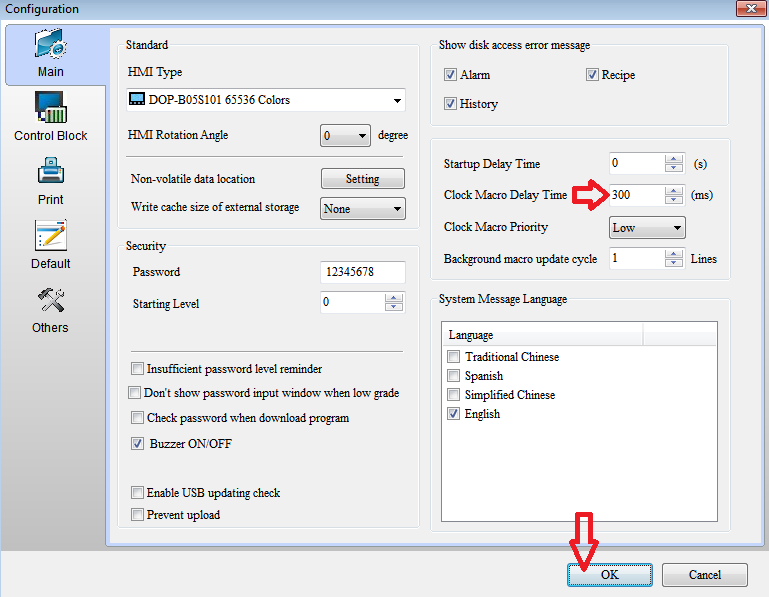 Configuration
Main
Control Block
Print
Default
Others
Standard
HMI Type
DOP-B05S101 65536 Colors
HMI Rotation Angle
0
degree
Non-volatile data location
Setting
Write cache size of external storage
None
Security
Password
12345678
Starting Level
0
Insufficient password level reminder
Don't show password input window when low grade
Check password when download program
Buzzer ON/OFF
Enable USB updating check
Prevent upload
Show disk access error message
Alarm
Recipe
History
Startup Delay Time
0
(s)
Clock Macro Delay Time
300
(ms)
Clock Macro Priority
Low
Background macro update cycle
1
Lines
System Message Language
Language
Traditional Chinese
Spanish
Simplified Chinese
English
OK
Cancel